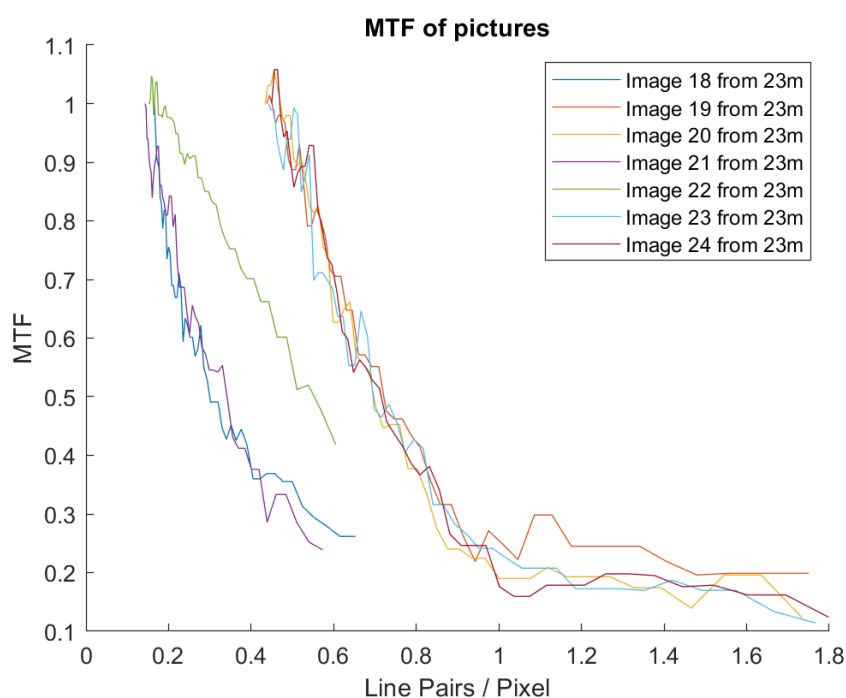 MTF of pictures
1.1
1
0.9
0.8
0.7
0.6
0.5
0.4
0.3
0.2
0.1
MTF
Image 18 from 23m
Image 19 from 23m
Image 20 from 23m
Image 21 from 23m
Image 22 from 23m
Image 23 from 23m
Image 24 from 23m
0 0.2 0.4 0.6 0.8 1 1.2 1.4 1.6 1.8
Line Pairs / Pixel